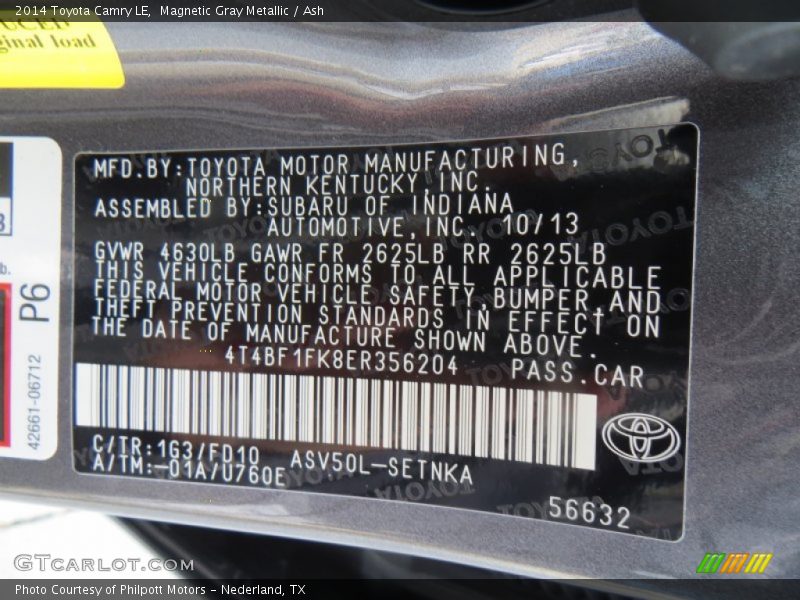 2014 Toyota Camry LE, Magnetic Gray Metallic / Ash
ginal load
MFD.BY:TOYOTA MOTOR MANUFACTURING,
NORTHERN KENTUCKY,INC.
ASSEMBLED BY:SUBARU OF INDIANA
AUTOMOTIVE,INC. 10/13
GVWR 4630LB GAWR FR 2625LB RR 2625LB
THIS VEHICLE CONFORMS TO ALL APPLICABLE
FEDERAL MOTOR VEHICLE SAFETY,BUMPER,AND
THEFT PREVENTION STANDARDS IN EFFECT ON
THE DATE OF MANUFACTURE SHOWN ABOVE.
4T4BF1FK8ER356204 PASS.CAR
C/TR:1G3/FD10 ASV50L-SETNKA
A/TM:-01A/U760E
56632
P6
42661-06712
GTcarlot.com
Photo Courtesy of Philpott Motors - Nederland, TX